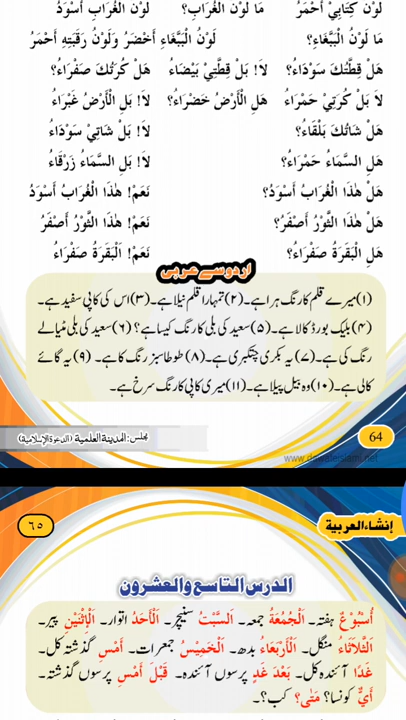 لَوْنُ كِتَابِيْ أَحْمَرُ مَا لَوْنُ الْغُرَابِ؟ لَوْنُ الْغُرَابِ أَسْوَدُ
مَا لَوْنُ الْبَبَّغَاءِ؟ لَوْنُ الْبَبَّغَاءِ أَخْضَرُ وَلَوْنُ رَقَبَتِهٖ أَحْمَرُ
هَلْ قِطَّتُكَ سَوْدَاءُ؟ لَا! بَلْ قِطَّتِيْ بَيْضَاءُ هَلْ كُرَتُكَ صَفْرَاءُ؟
لَا بَلْ كُرَتِيْ حَمْرَاءُ هَلِ الْأَرْضُ خَضْرَاءُ؟ لَا! بَلِ الْأَرْضُ غَبْرَاءُ
هَلْ شَاتُكَ بَلْقَاءُ؟ لَا! بَلْ شَاتِيْ سَوْدَاءُ
هَلِ السَّمَاءُ حَمْرَاءُ؟ لَا! بَلِ السَّمَاءُ زَرْقَاءُ
هَلْ هٰذَا الْغُرَابُ أَسْوَدُ؟ نَعَمْ! هٰذَا الْغُرَابُ أَسْوَدُ
هَلْ هٰذَا الثَّوْرُ أَصْفَرُ؟ نَعَمْ! هٰذَا الثَّوْرُ أَصْفَرُ
هَلِ الْبَقَرَةُ صَفْرَاءُ؟ نَعَمْ! اَلْبَقَرَةُ صَفْرَاءُ
اردو سے عربی
(۱) میرے قلم کا رنگ ہرا ہے۔ (۲) تمہارا قلم نیلا ہے۔ (۳) اس کی کاپی سفید ہے۔
(۴) بلیک بورڈ کالا ہے۔ (۵) سعید کی بلی کا رنگ کیسا ہے؟ (۶) سعید کی بلی مٹیالے
رنگ کی ہے۔ (۷) یہ بکری چتکبری ہے۔ (۸) طوطا سبز رنگ کا ہے۔ (۹) یہ گائے
کالی ہے۔ (۱۰) وہ بیل پیلا ہے۔ (۱۱) میری کاپی کا رنگ سرخ ہے۔
مجلس: المدينة العلمية (الدعوة الإسلامية) 64
www.dawateislami.net
إنشاء العربية ٦٥
الدرس التاسع والعشرون
أُسْبُوْعٌ ہفتہ۔ اَلْجُمُعَةُ جمعہ۔ اَلسَّبْتُ سنیچر۔ اَلْأَحَدُ اتوار۔ اَلْإِثْنَيْنِ پیر۔
اَلثَّلَاثَاءُ منگل۔ اَلْأَرْبِعَاءُ بدھ۔ اَلْخَمِيْسُ جمعرات۔ أَمْسِ گذشتہ کل۔
غَدًا آئندہ کل۔ بَعْدَ غَدٍ پرسوں آئندہ۔ قَبْلَ أَمْسِ پرسوں گذشتہ۔
أَيُّ کونسا؟ مَتٰى؟ کب؟۔